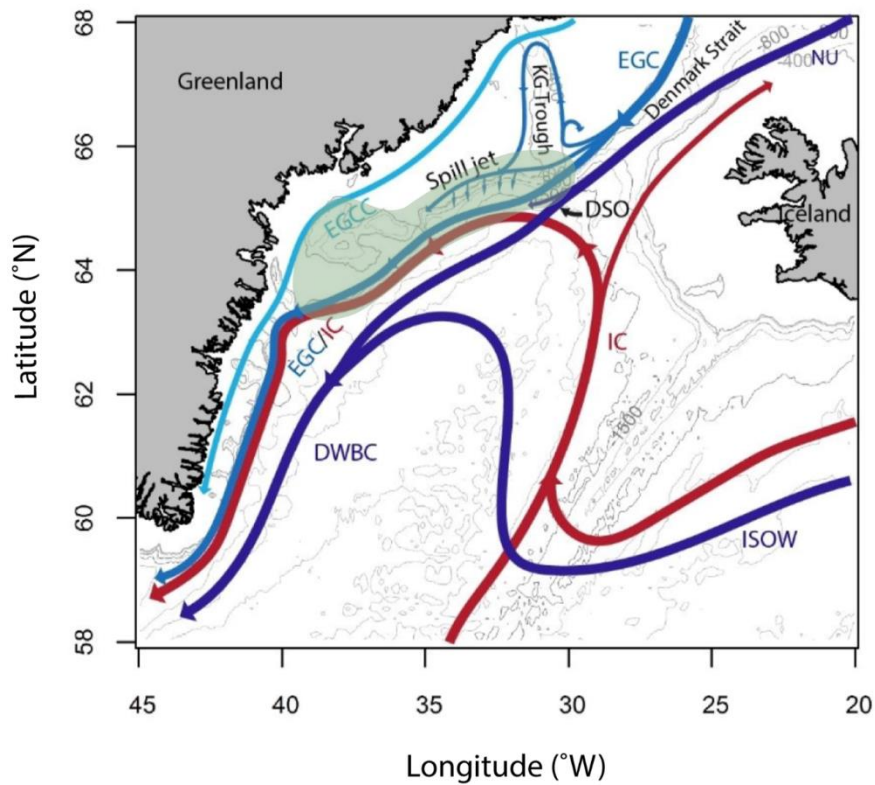 68
66
64
62
60
58
Latitude (˚N)
45
40
35
30
25
20
Longitude (˚W)
Greenland
EGC
Denmark Strait
-800
-400
NU
KG Trough
Spill jet
EGCC
DSO
Iceland
EGC/IC
IC
-1600
DWBC
ISOW